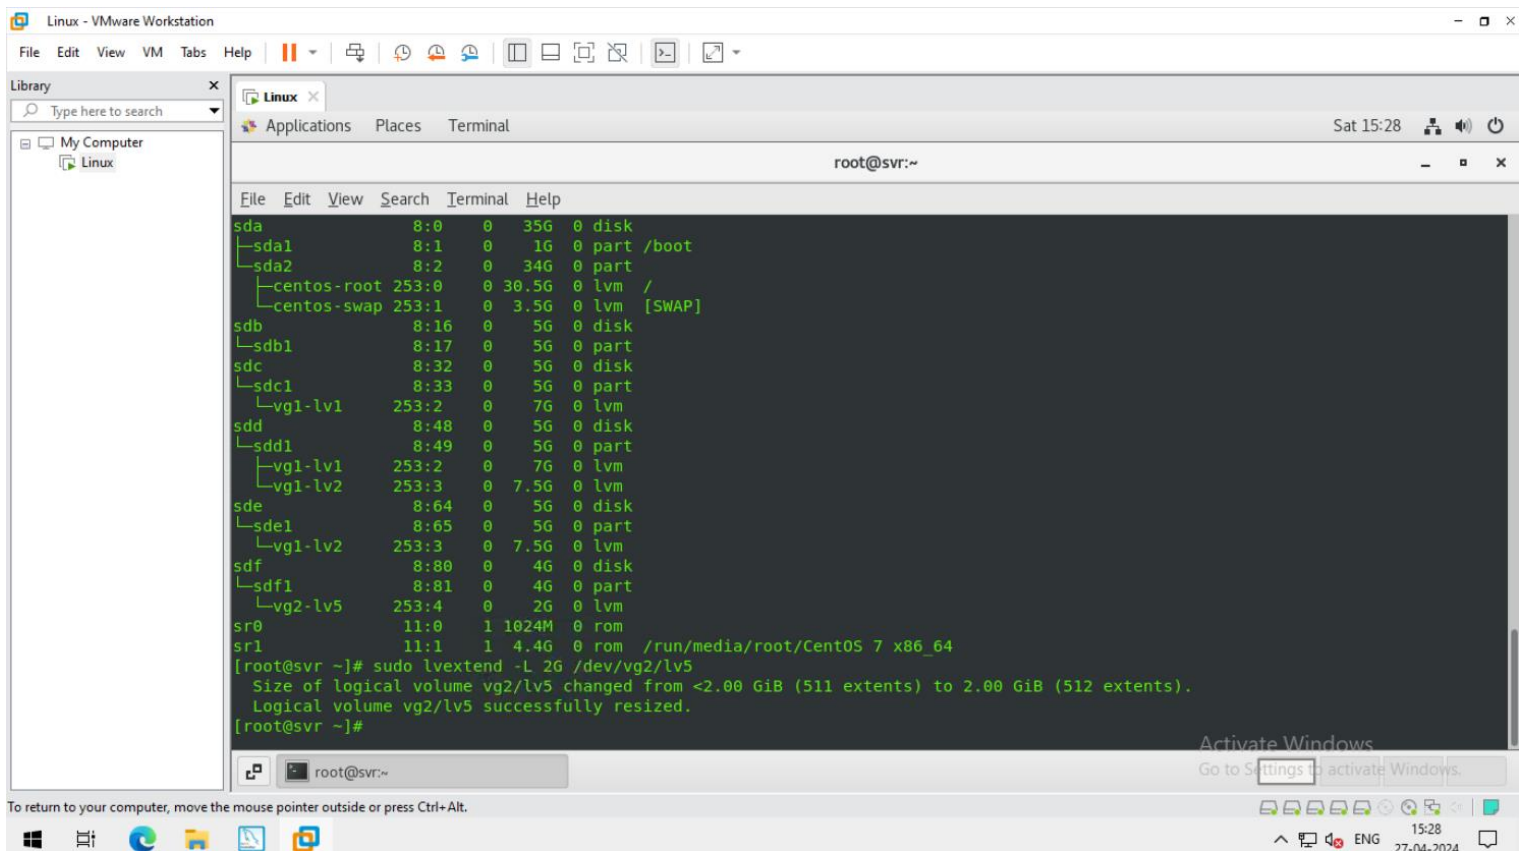 Linux - VMware Workstation
File Edit View VM Tabs Help
Library
Type here to search
My Computer
Linux
Linux
Applications Places Terminal Sat 15:28
root@svr:~
File Edit View Search Terminal Help
sda 8:0 0 35G 0 disk
├─sda1 8:1 0 1G 0 part /boot
└─sda2 8:2 0 34G 0 part
├─centos-root 253:0 0 30.5G 0 lvm /
└─centos-swap 253:1 0 3.5G 0 lvm [SWAP]
sdb 8:16 0 5G 0 disk
└─sdb1 8:17 0 5G 0 part
sdc 8:32 0 5G 0 disk
└─sdc1 8:33 0 5G 0 part
└─vg1-lv1 253:2 0 7G 0 lvm
sdd 8:48 0 5G 0 disk
└─sdd1 8:49 0 5G 0 part
├─vg1-lv1 253:2 0 7G 0 lvm
└─vg1-lv2 253:3 0 7.5G 0 lvm
sde 8:64 0 5G 0 disk
└─sde1 8:65 0 5G 0 part
└─vg1-lv2 253:3 0 7.5G 0 lvm
sdf 8:80 0 4G 0 disk
└─sdf1 8:81 0 4G 0 part
└─vg2-lv5 253:4 0 2G 0 lvm
sr0 11:0 1 1024M 0 rom
sr1 11:1 1 4.4G 0 rom /run/media/root/CentOS 7 x86_64
[root@svr ~]# sudo lvextend -L 2G /dev/vg2/lv5
Size of logical volume vg2/lv5 changed from <2.00 GiB (511 extents) to 2.00 GiB (512 extents).
Logical volume vg2/lv5 successfully resized.
[root@svr ~]#
Activate Windows
Go to Settings to activate Windows.
root@svr:~
To return to your computer, move the mouse pointer outside or press Ctrl+Alt.
ENG
15:28
27-04-2024